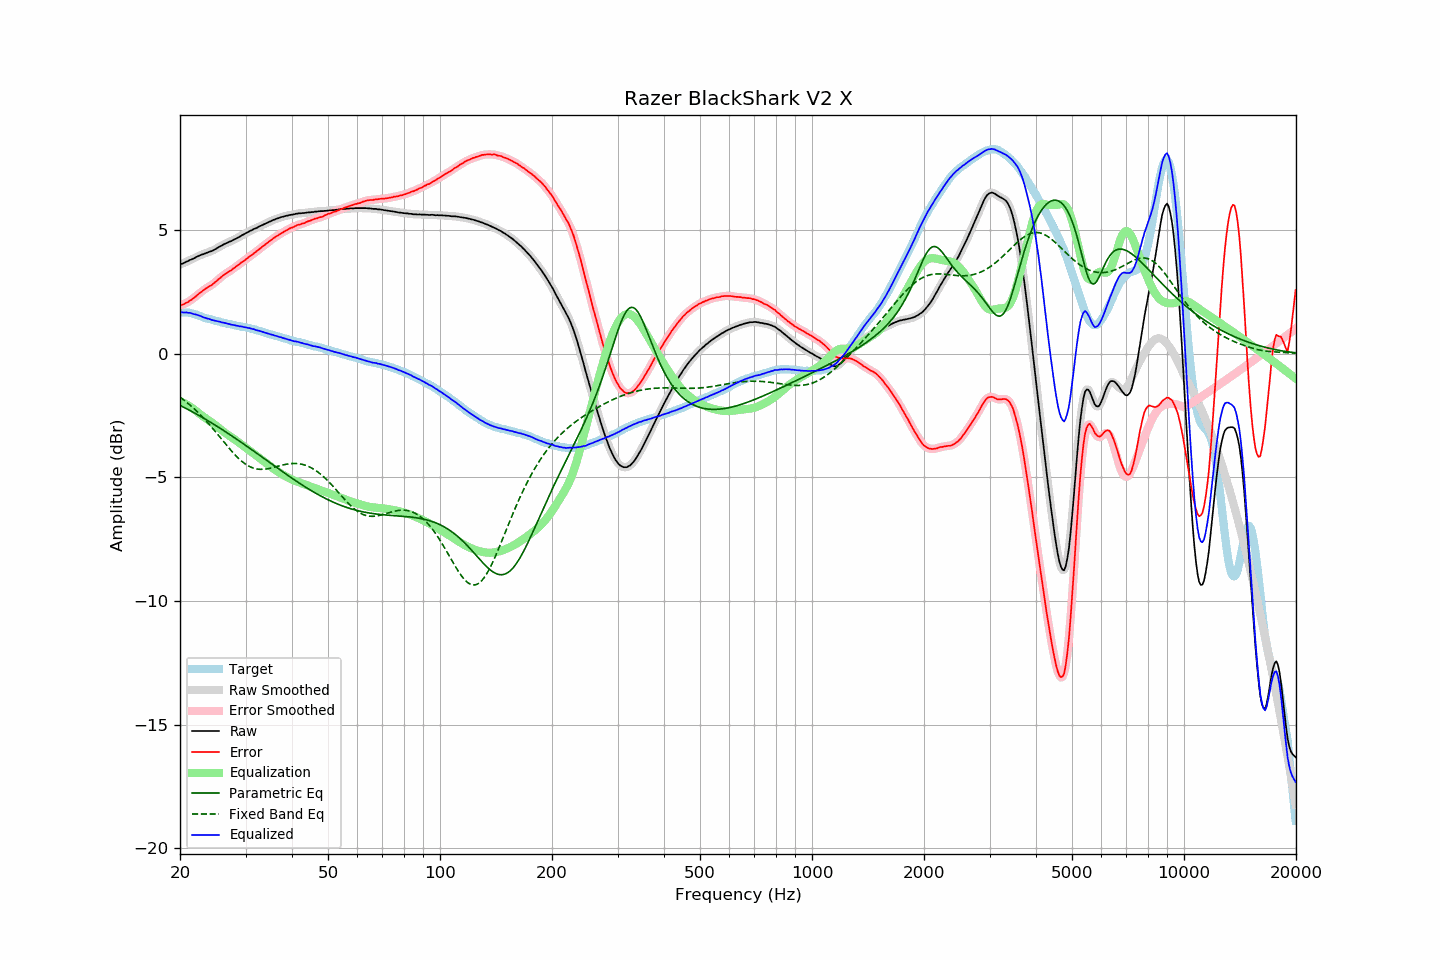 Razer BlackShark V2 X
Amplitude (dBr)
5
0
−5
−10
−15
−20
Target
Raw Smoothed
Error Smoothed
Raw
Error
Equalization
Parametric Eq
Fixed Band Eq
Equalized
20 50 100 200 500 1000 2000 5000 10000 20000
Frequency (Hz)